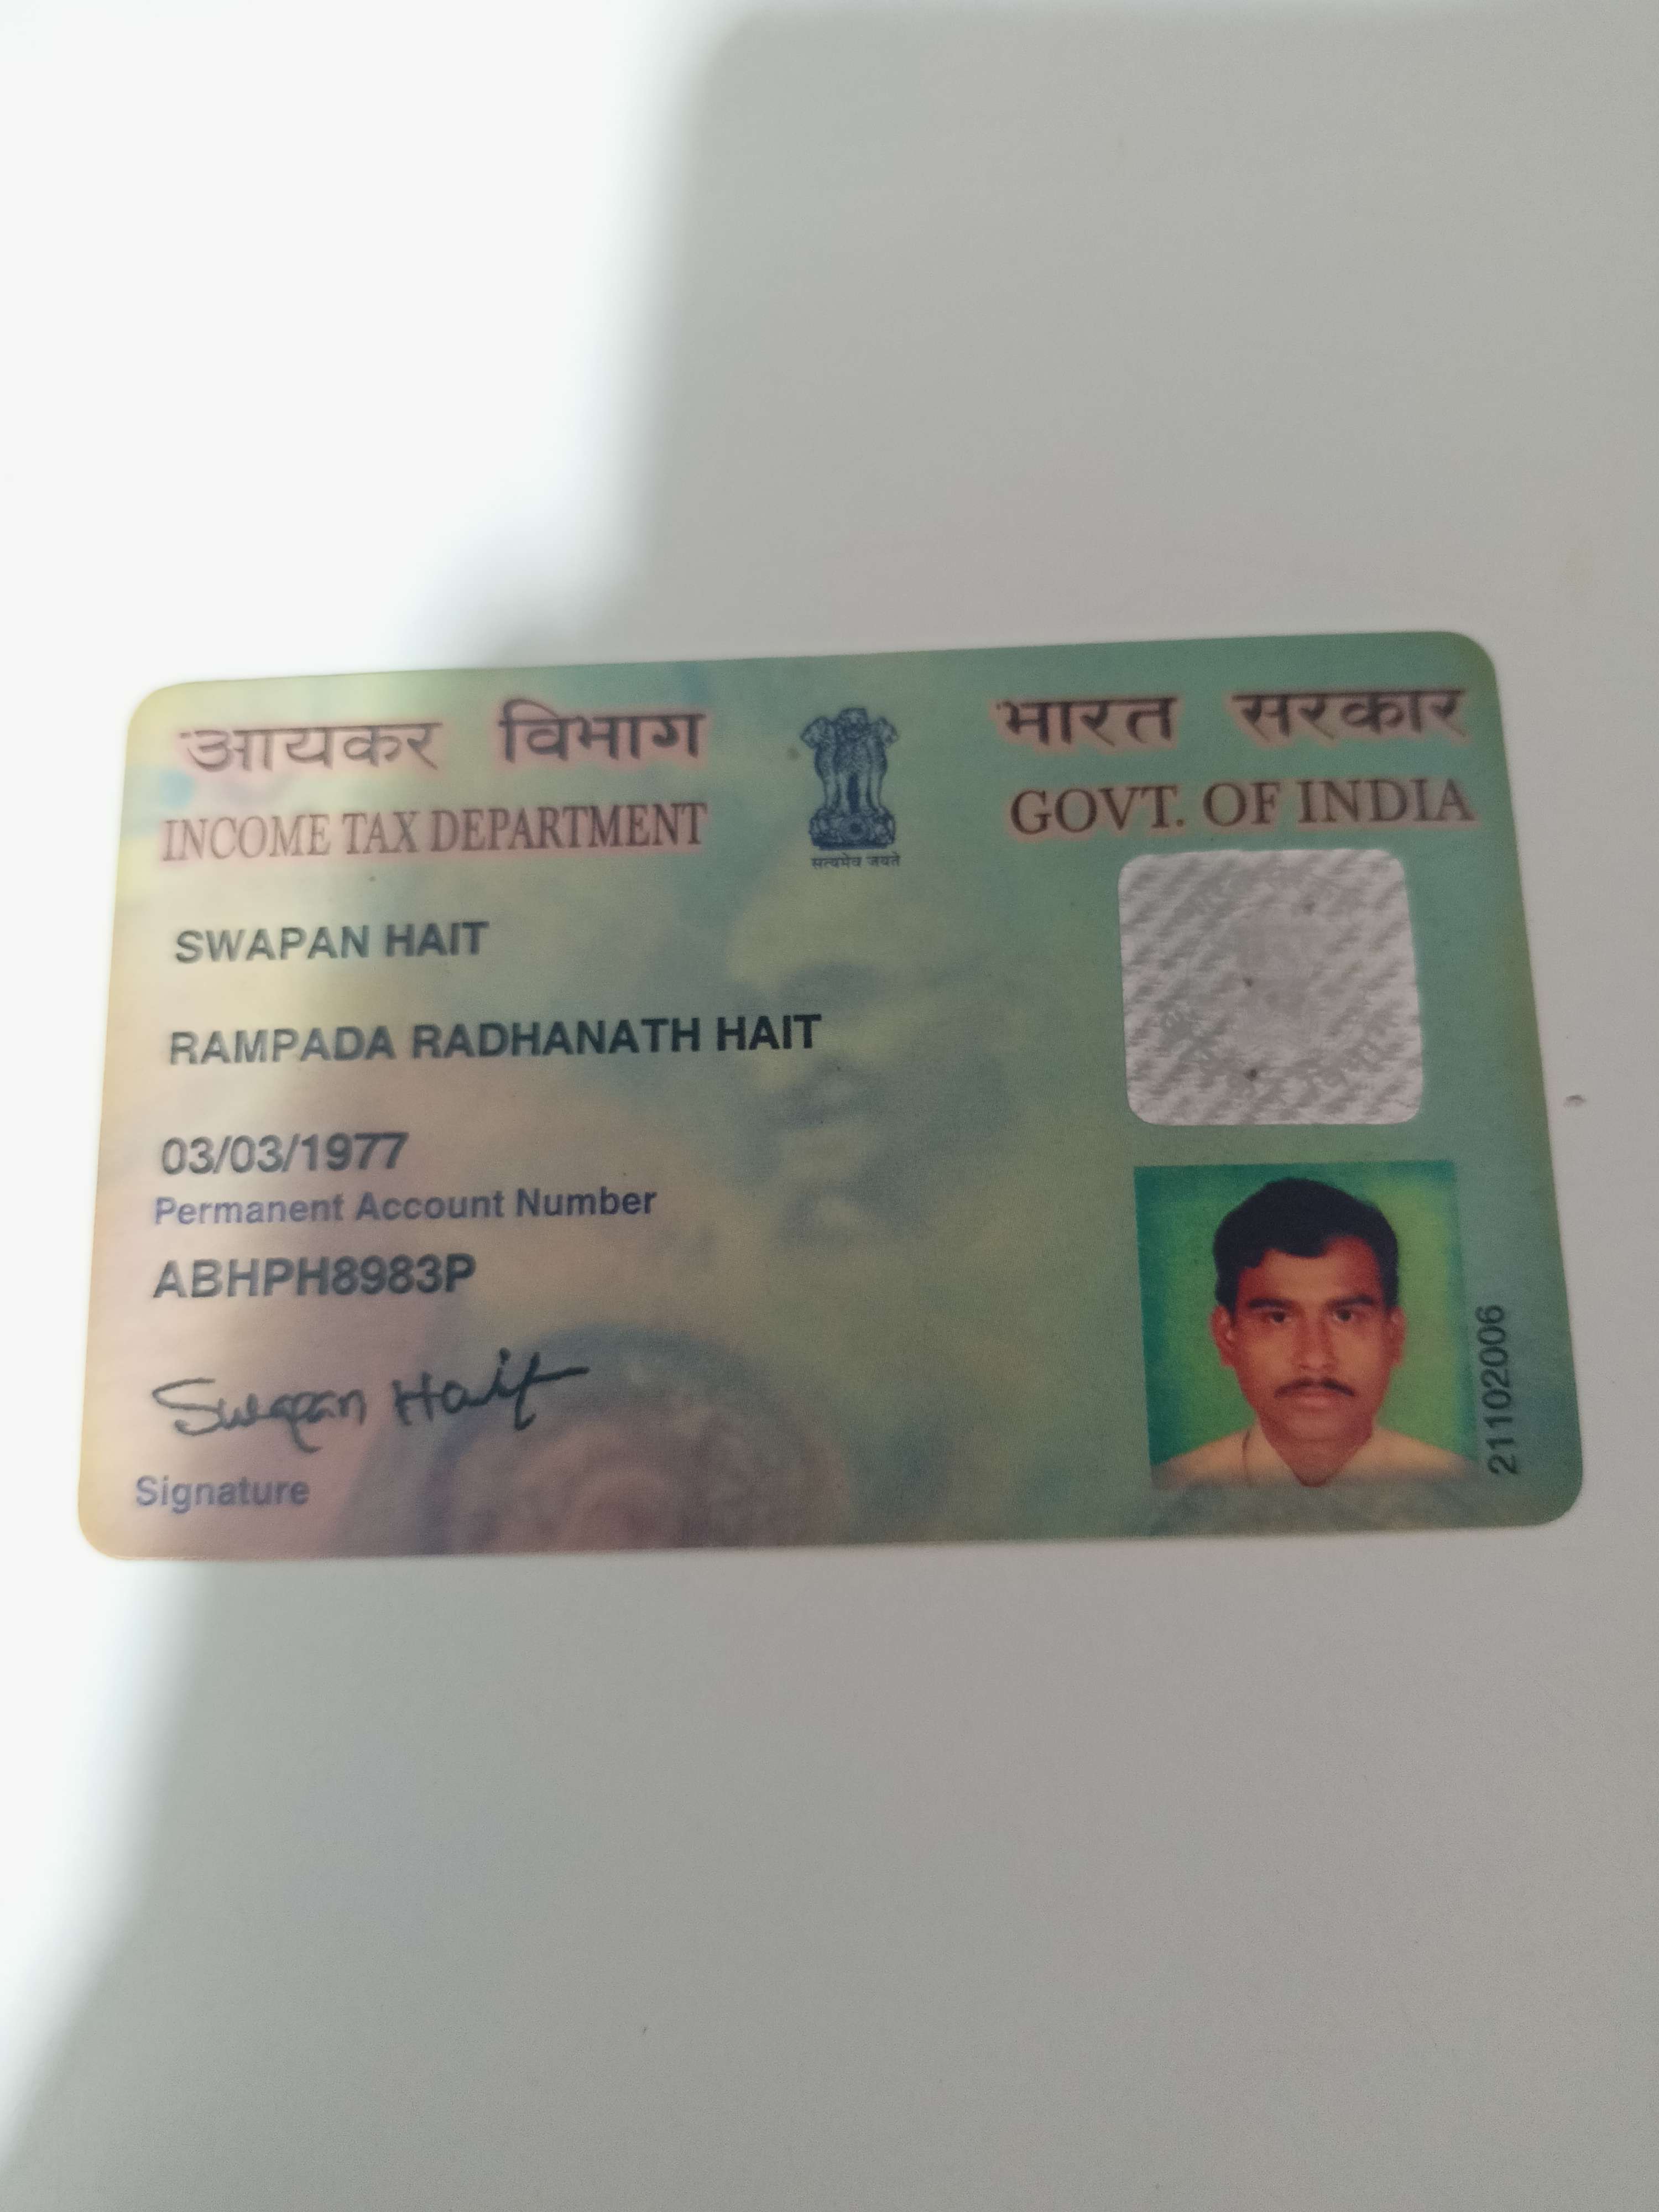 आयकर विभाग
INCOME TAX DEPARTMENT
सत्यमेव जयते
भारत सरकार
GOVT. OF INDIA
SWAPAN HAIT
RAMPADA RADHANATH HAIT
03/03/1977
Permanent Account Number
ABHPH8983P
Swapan Hait
Signature
21102006